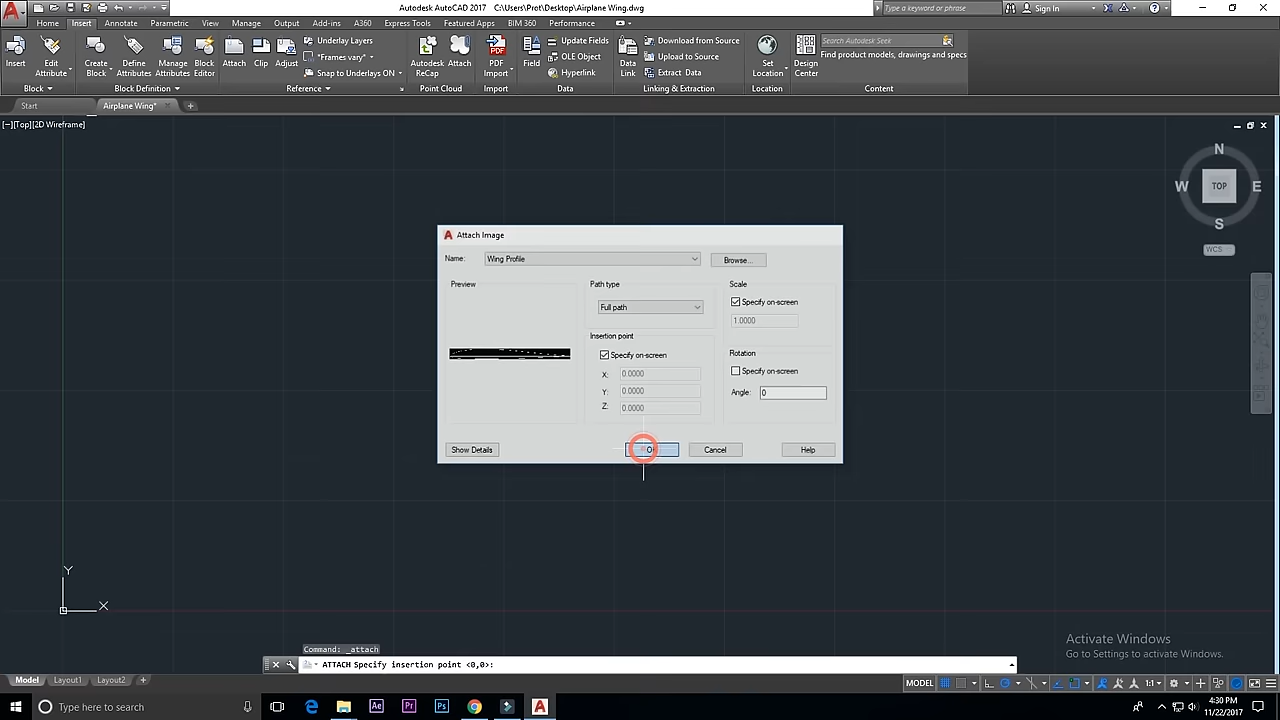 Autodesk AutoCAD 2017 C:\Users\Prot\Desktop\Airplane Wing.dwg
Type a keyword or phrase
Sign In
Home Insert Annotate Parametric View Manage Output Add-ins A360 Express Tools Featured Apps BIM 360 Performance
Insert
Edit Attribute
Create Block
Define Attributes
Manage Attributes
Block Editor
Attach
Clip
Adjust
Underlay Layers
*Frames vary*
Snap to Underlays ON
Autodesk ReCap
Attach
PDF Import
Field
Update Fields
OLE Object
Hyperlink
Data Link
Download from Source
Upload to Source
Extract Data
Set Location
Design Center
Search Autodesk Seek
Find product models, drawings and specs
Block Block Definition Reference Point Cloud Import Data Linking & Extraction Location Content
Start Airplane Wing*
[−][Top][2D Wireframe]
N
W TOP E
S
WCS
Attach Image
Name: Wing Profile Browse...
Preview
Path type
Full path
Scale
Specify on-screen
1.0000
Insertion point
Specify on-screen
X: 0.0000
Y: 0.0000
Z: 0.0000
Rotation
Specify on-screen
Angle: 0
Show Details Cancel Help
Y
X
Command: _attach
ATTACH Specify insertion point <0,0>:
Activate Windows
Go to Settings to activate Windows.
Model Layout1 Layout2
MODEL 1:1
Type here to search
Ae Pr Ps
4:30 PM
11/22/2017